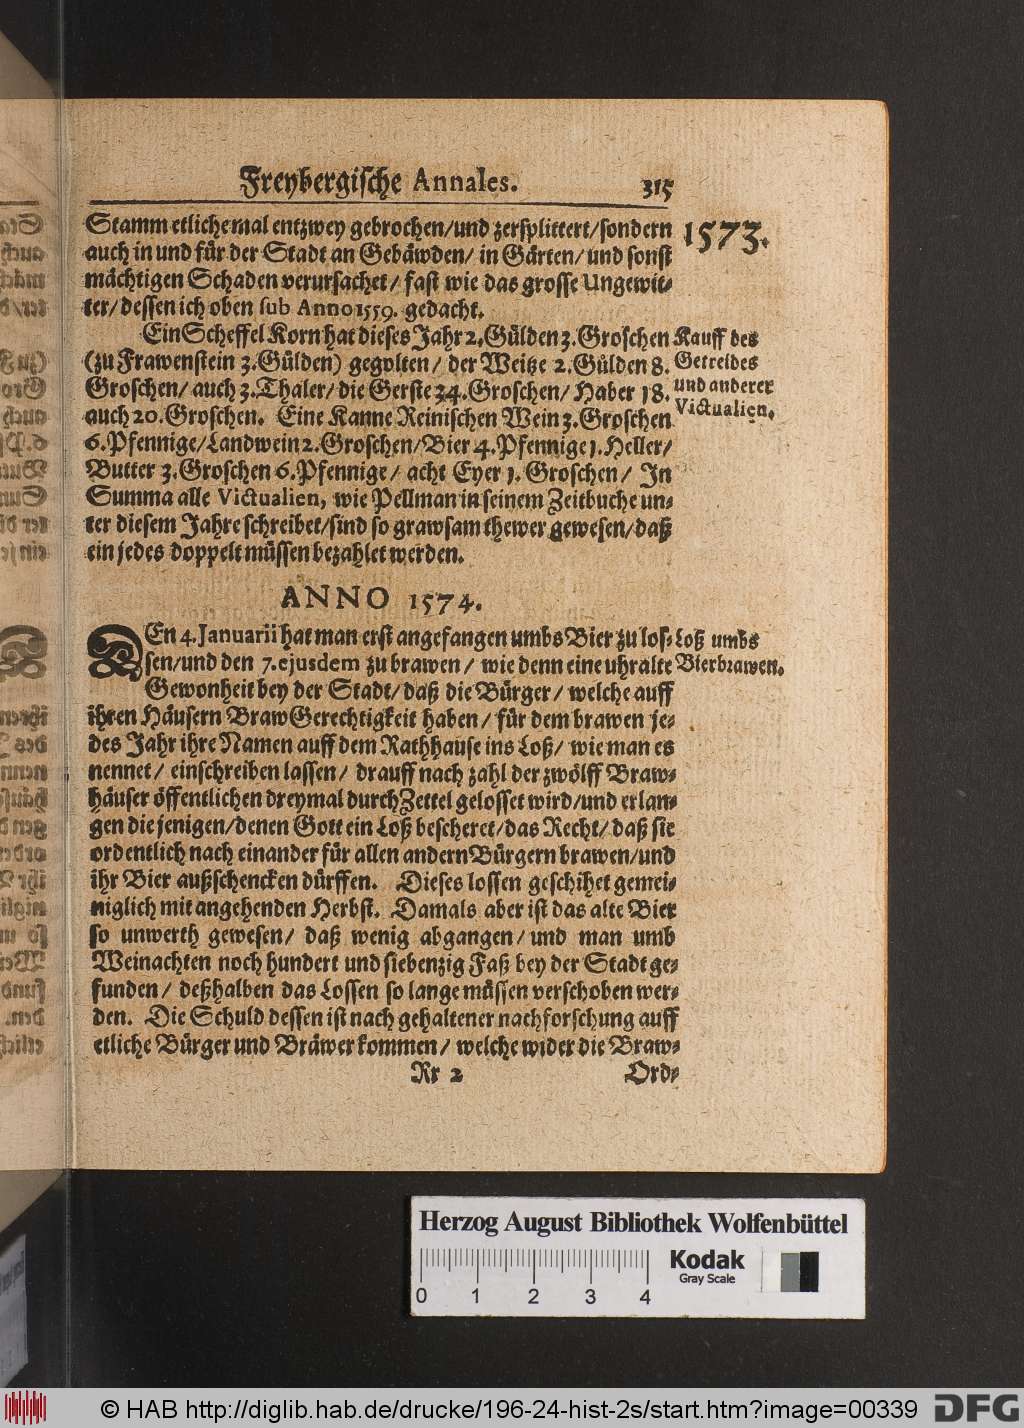 Freybergische Annales. 315
1573.
Stamm etliche mal entzwey gebrochen/und zersplittert/sondern
auch in und für der Stadt an Gebäwden/ in Gärten/ und sonst
mächtigen Schaden verursachet/ fast wie das grosse Ungewit-
ter/ dessen ich oben sub Anno 1559. gedacht.
Ein Scheffel Korn hat dieses Jahr 2. Gülden 3. Groschen
(zu Frawenstein 3. Gülden) gegolten/ der Weitze 2. Gülden 8.
Groschen/ auch 3. Thaler/ die Gerste 34. Groschen/ Haber 18.
auch 20. Groschen. Eine Kanne Reinischen Wein 3. Groschen
6. Pfennige/ Landwein 2. Groschen/ Bier 4. Pfennige 1. Heller/
Butter 3. Groschen 6. Pfennige/ acht Eyer 1. Groschen/ In
Summa alle Victualien, wie Pellman in seinem Zeitbuche un-
ter diesem Jahre schreibet/ sind so grawsam thewer gewesen/ daß
ein jedes doppelt müssen bezahlet werden.
Kauff des
Getreides
und anderer
Victualien.
ANNO 1574.
DEn 4. Januarii hat man erst angefangen umbs Bier zu los-
sen/ und den 7. ejusdem zu brawen/ wie denn eine uhralte
Gewonheit bey der Stadt/ daß die Bürger/ welche auff
ihren Häusern Braw Gerechtigkeit haben/ für dem brawen je-
des Jahr ihre Namen auff dem Rathhause ins Loß/ wie man es
nennet/ einschreiben lassen/ drauff nach zahl der zwölff Braw-
häuser öffentlichen dreymal durch Zettel gelosset wird/ und erlan-
gen die jenigen/ denen Gott ein Loß bescheret/ das Recht/ daß sie
ordentlich nach einander für allen andern Bürgern brawen/ und
ihr Bier außschencken dürffen. Dieses lossen geschihet gemei-
niglich mit angehenden Herbst. Damals aber ist das alte Bier
so unwerth gewesen/ daß wenig abgangen/ und man umb
Weinachten noch hundert und siebenzig Faß bey der Stadt ge-
funden/ deßhalben das Lossen so lange müssen verschoben wer-
den. Die Schuld dessen ist nach gehaltener nachforschung auff
etliche Bürger und Bräwer kommen/ welche wider die Braw-
Loß umbs
Bierbrawen.
Rr 2 Ord-
Herzog August Bibliothek Wolfenbüttel
Kodak
Gray Scale
0 1 2 3 4
© HAB http://diglib.hab.de/drucke/196-24-hist-2s/start.htm?image=00339
DFG